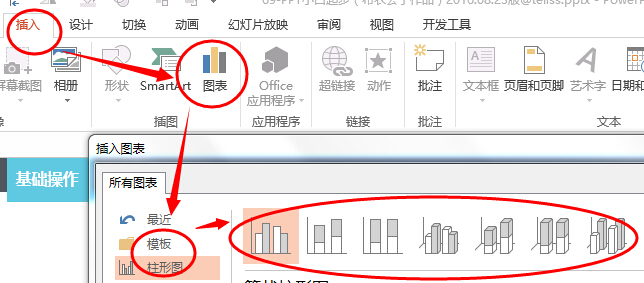 插入 设计 切换 动画 幻灯片放映 审阅 视图 开发工具
屏幕截图 相册 形状 SmartArt 图表 Office 应用程序 超链接 动作 批注 文本框 页眉和页脚 艺术字
插图 应用程序 链接 批注 文本
插入图表
所有图表
基础操作
最近
模板
柱形图